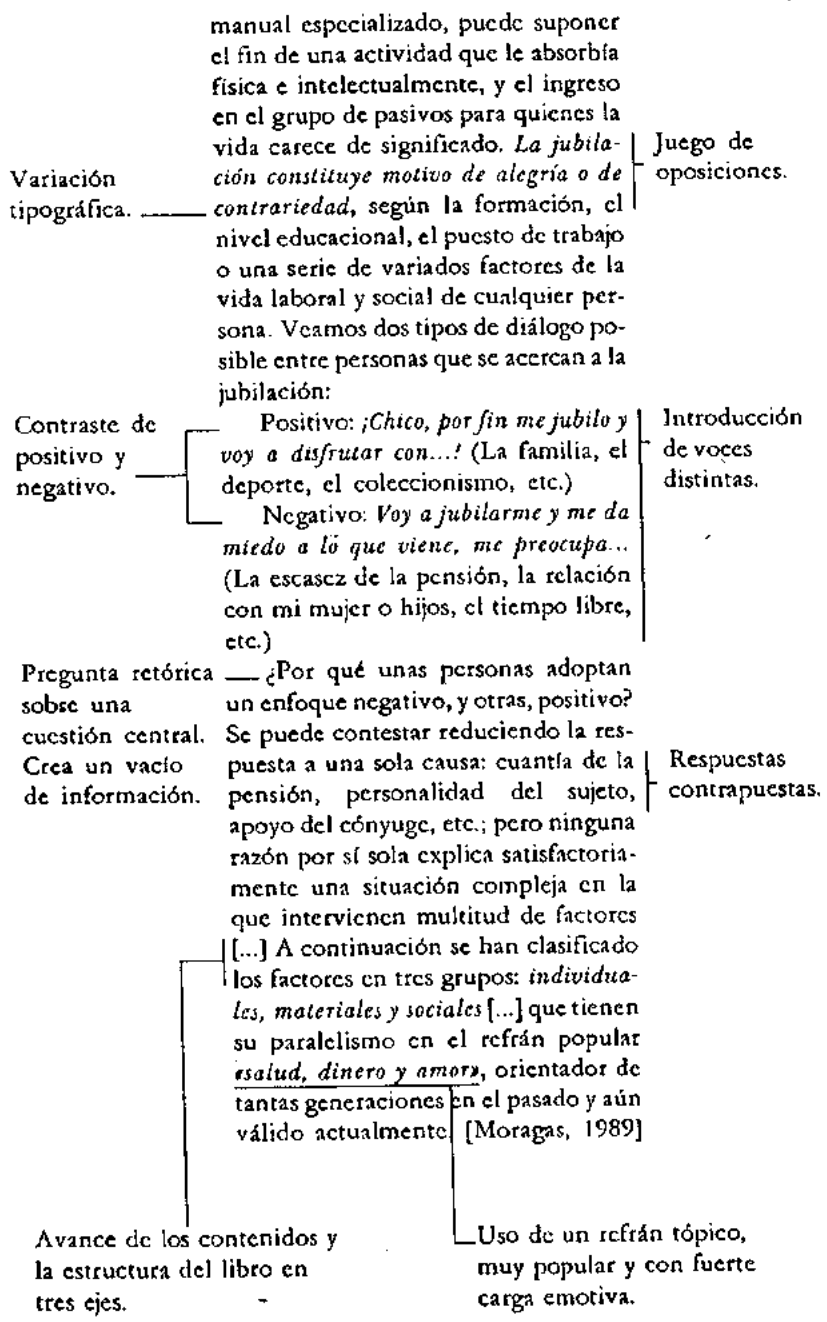 manual especializado, puede suponer
el fin de una actividad que le absorbía
física e intelectualmente, y el ingreso
en el grupo de pasivos para quienes la
vida carece de significado. La jubila-
ción constituye motivo de alegría o de
contrariedad, según la formación, el
nivel educacional, el puesto de trabajo
o una serie de variados factores de la
vida laboral y social de cualquier per-
sona. Veamos dos tipos de diálogo po-
sible entre personas que se acercan a la
jubilación:
Variación
tipográfica.
Juego de
oposiciones.
Positivo: ¡Chico, por fin me jubilo y
voy a disfrutar con...! (La familia, el
deporte, el coleccionismo, etc.)
Negativo: Voy a jubilarme y me da
miedo a lo que viene, me preocupa...
(La escasez de la pensión, la relación
con mi mujer o hijos, el tiempo libre,
etc.)
Contraste de
positivo y
negativo.
Introducción
de voces
distintas.
¿Por qué unas personas adoptan
un enfoque negativo, y otras, positivo?
Se puede contestar reduciendo la res-
puesta a una sola causa: cuantía de la
pensión, personalidad del sujeto,
apoyo del cónyuge, etc.; pero ninguna
razón por sí sola explica satisfactoria-
mente una situación compleja en la
que intervienen multitud de factores
[...] A continuación se han clasificado
los factores en tres grupos: individua-
les, materiales y sociales [...] que tienen
su paralelismo en el refrán popular
«salud, dinero y amor», orientador de
tantas generaciones en el pasado y aún
válido actualmente. [Moragas, 1989]
Pregunta retórica
sobre una
cuestión central.
Crea un vacío
de información.
Respuestas
contrapuestas.
Avance de los contenidos y
la estructura del libro en
tres ejes.
Uso de un refrán tópico,
muy popular y con fuerte
carga emotiva.